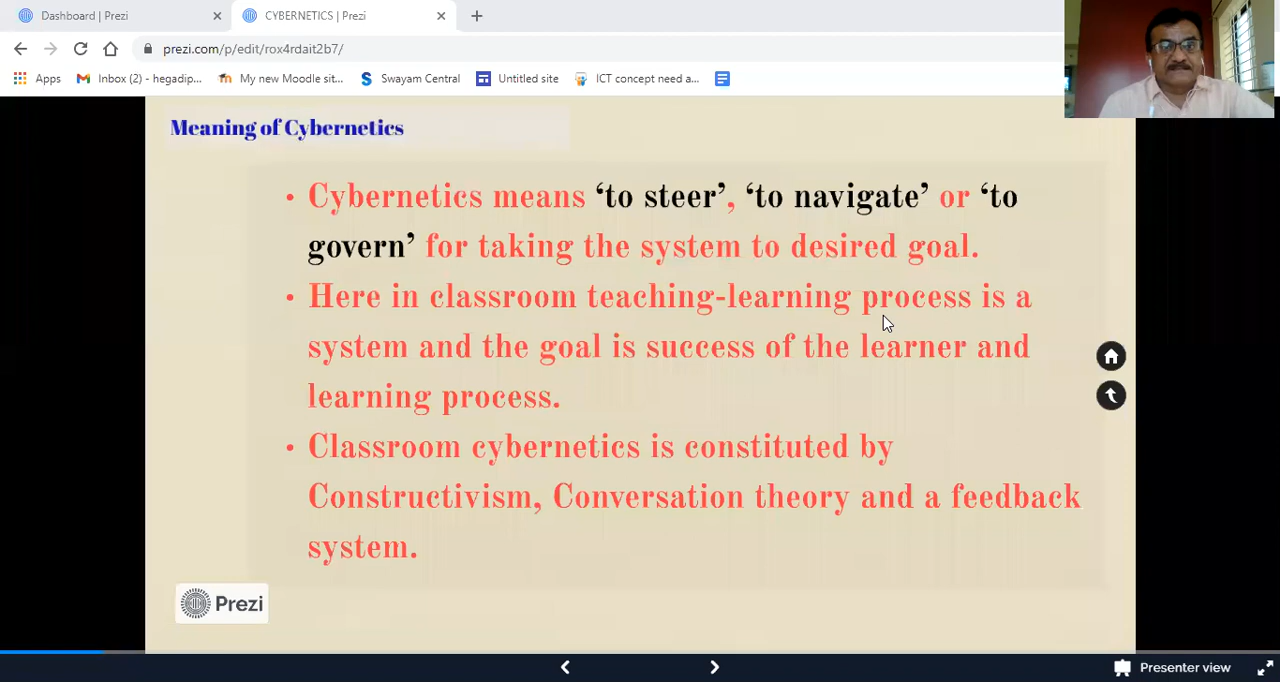 Dashboard | Prezi
CYBERNETICS | Prezi
prezi.com/p/edit/rox4rdait2b7/
Apps
Inbox (2) - hegadip...
My new Moodle sit...
Swayam Central
Untitled site
ICT concept need a...
Meaning of Cybernetics
• Cybernetics means ‘to steer’, ‘to navigate’ or ‘to
govern’ for taking the system to desired goal.
• Here in classroom teaching-learning process is a
system and the goal is success of the learner and
learning process.
• Classroom cybernetics is constituted by
Constructivism, Conversation theory and a feedback
system.
Prezi
Presenter view